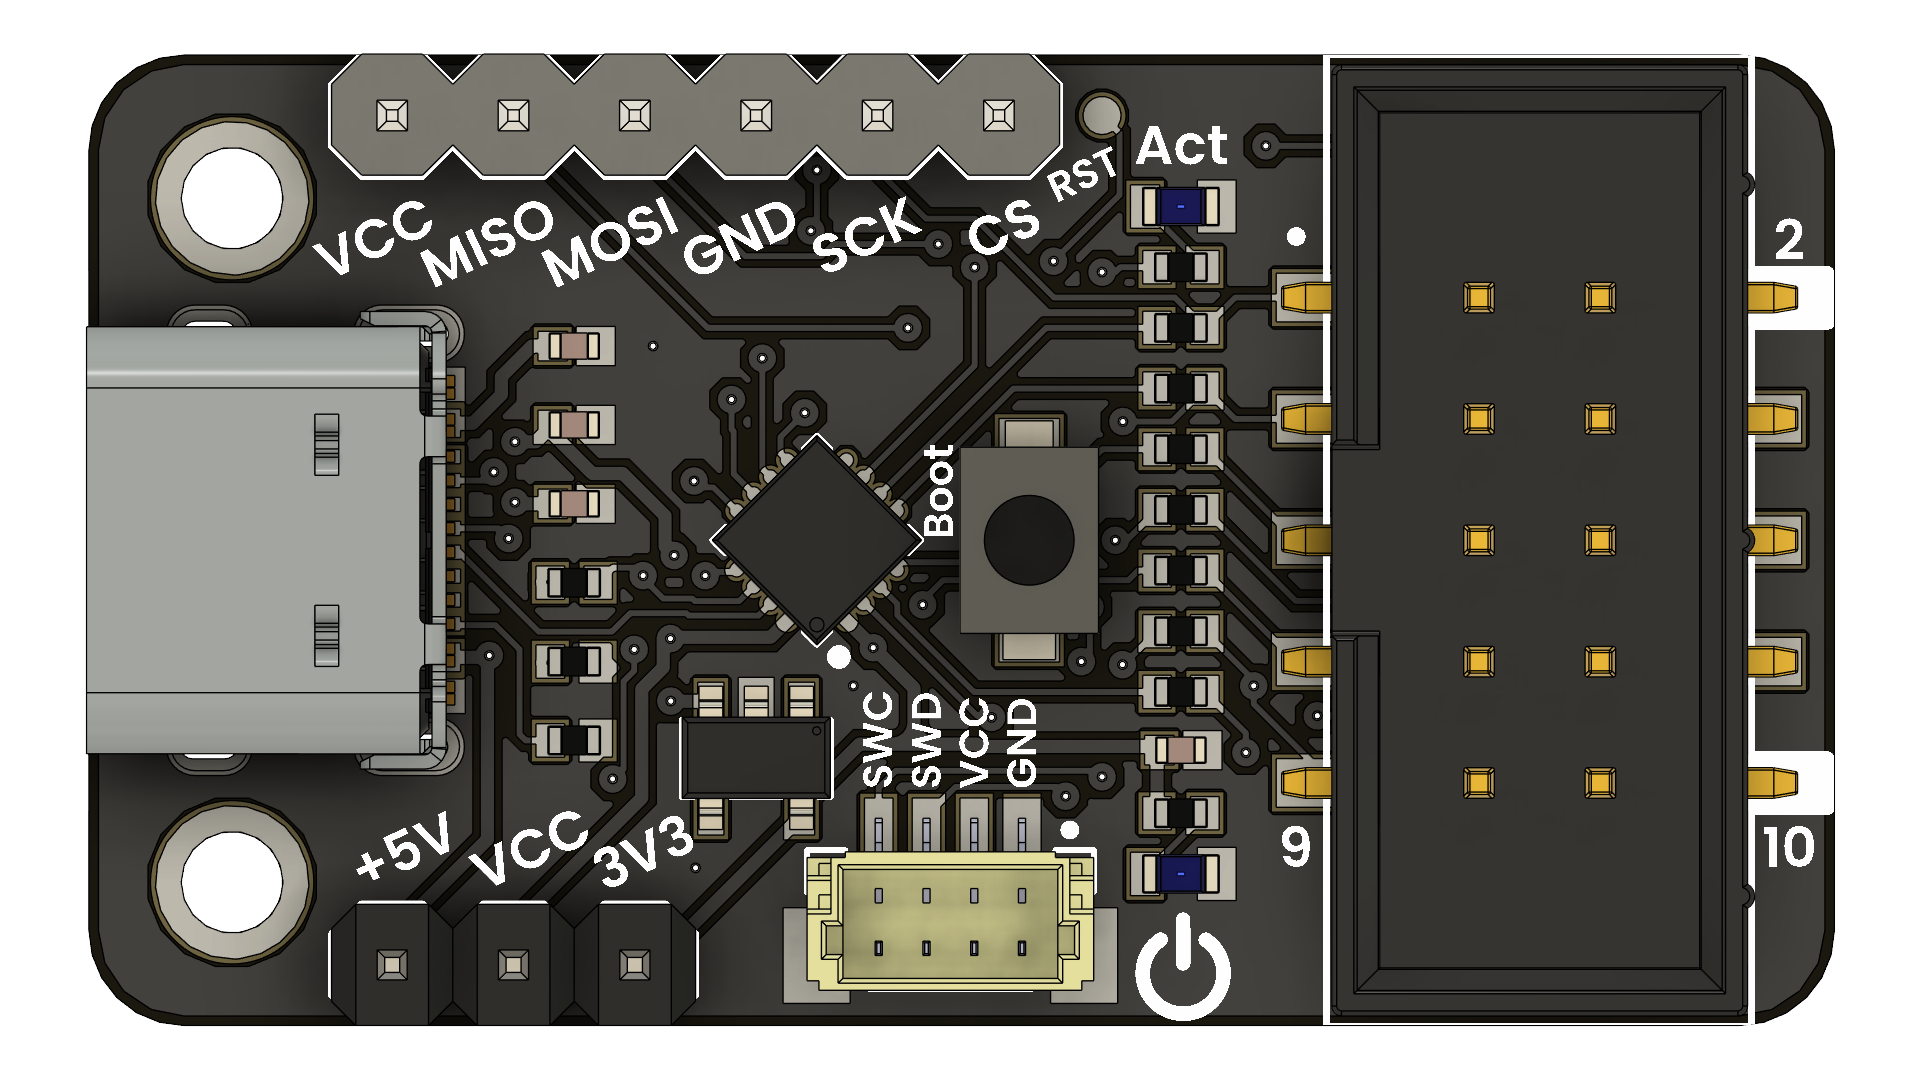 VCC
MISO
MOSI
GND
SCK
CS
RST
Act
2
Boot
SWC
SWD
VCC
GND
+5V
VCC
3V3
9
10